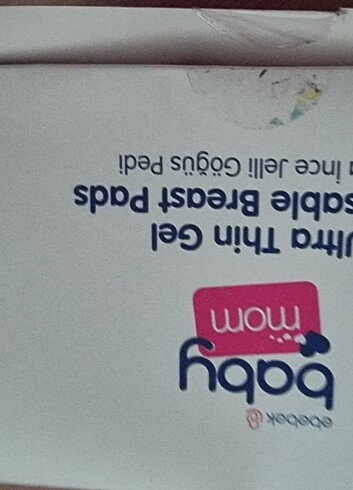 ebebek
baby
mom
Ultra Thin Gel
sable Breast Pads
a İnce Jelli Göğüs Pedi